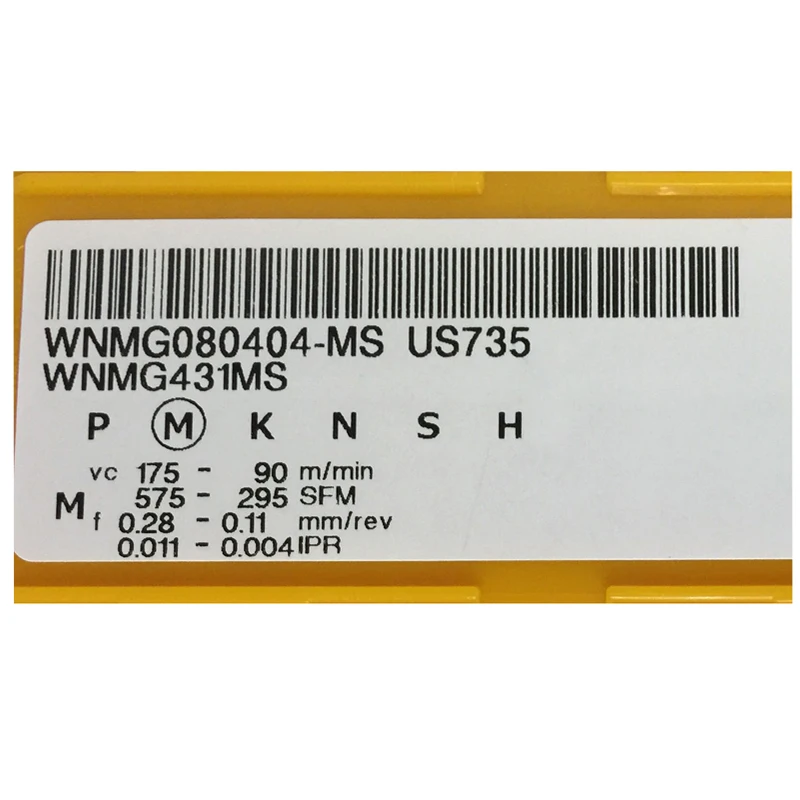 WNMG080404-MS US735
WNMG431MS
P M K N S H
vc 175 - 90 m/min
575 - 295 SFM
M
f 0.28 - 0.11 mm/rev
0.011 - 0.004 IPR